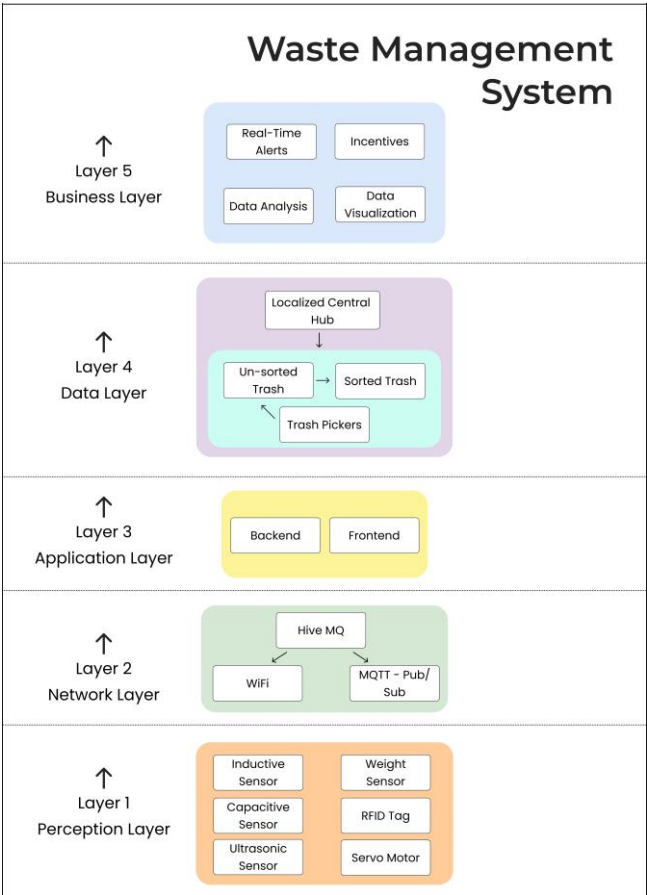 Waste Management
System
↑
Layer 5
Business Layer
Real-Time
Alerts
Incentives
Data Analysis
Data
Visualization
↑
Layer 4
Data Layer
Localized Central
Hub
↓
Un-sorted
Trash
→
Sorted Trash
↖
Trash Pickers
↑
Layer 3
Application Layer
Backend
Frontend
↑
Layer 2
Network Layer
Hive MQ
↙
↘
WiFi
MQTT - Pub/
Sub
↑
Layer 1
Perception Layer
Inductive
Sensor
Weight
Sensor
Capacitive
Sensor
RFID Tag
Ultrasonic
Sensor
Servo Motor